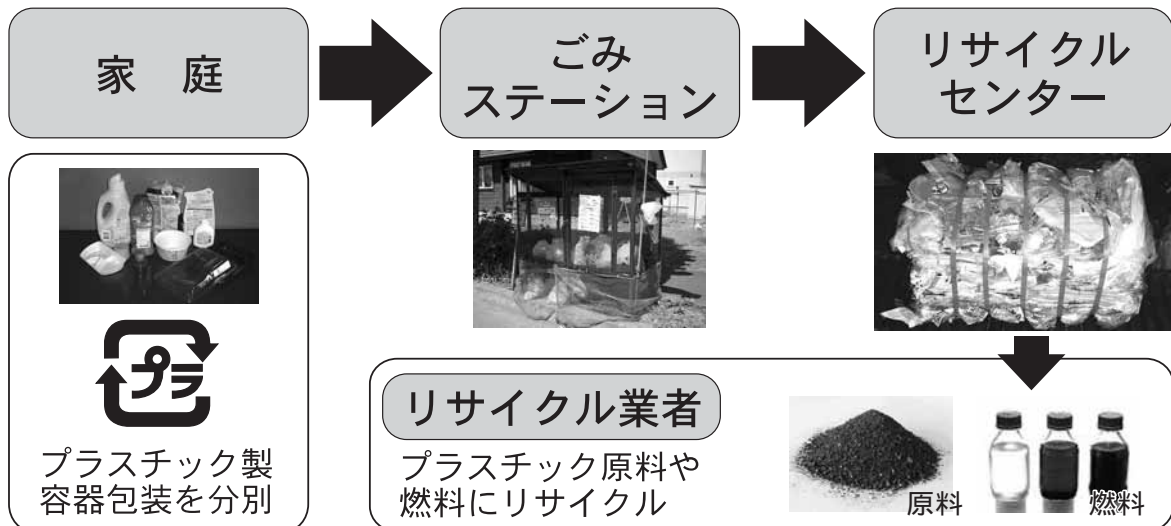 家 庭
ごみ
ステーション
リサイクル
センター
プラ
プラスチック製
容器包装を分別
リサイクル業者
プラスチック原料や
燃料にリサイクル
原料
燃料